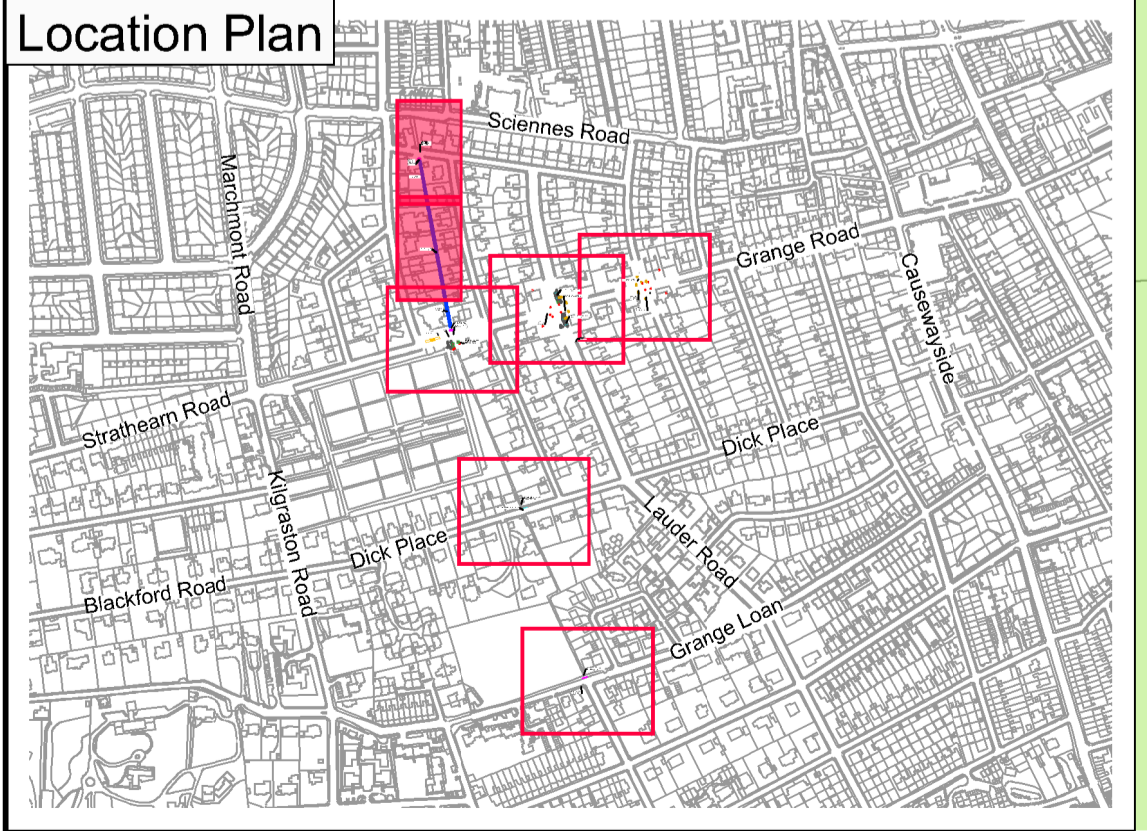 Location Plan
Sciennes Road
Marchmont Road
Grange Road
Causewayside
Strathearn Road
Dick Place
Kilgraston Road
Lauder Road
Dick Place
Blackford Road
Grange Loan